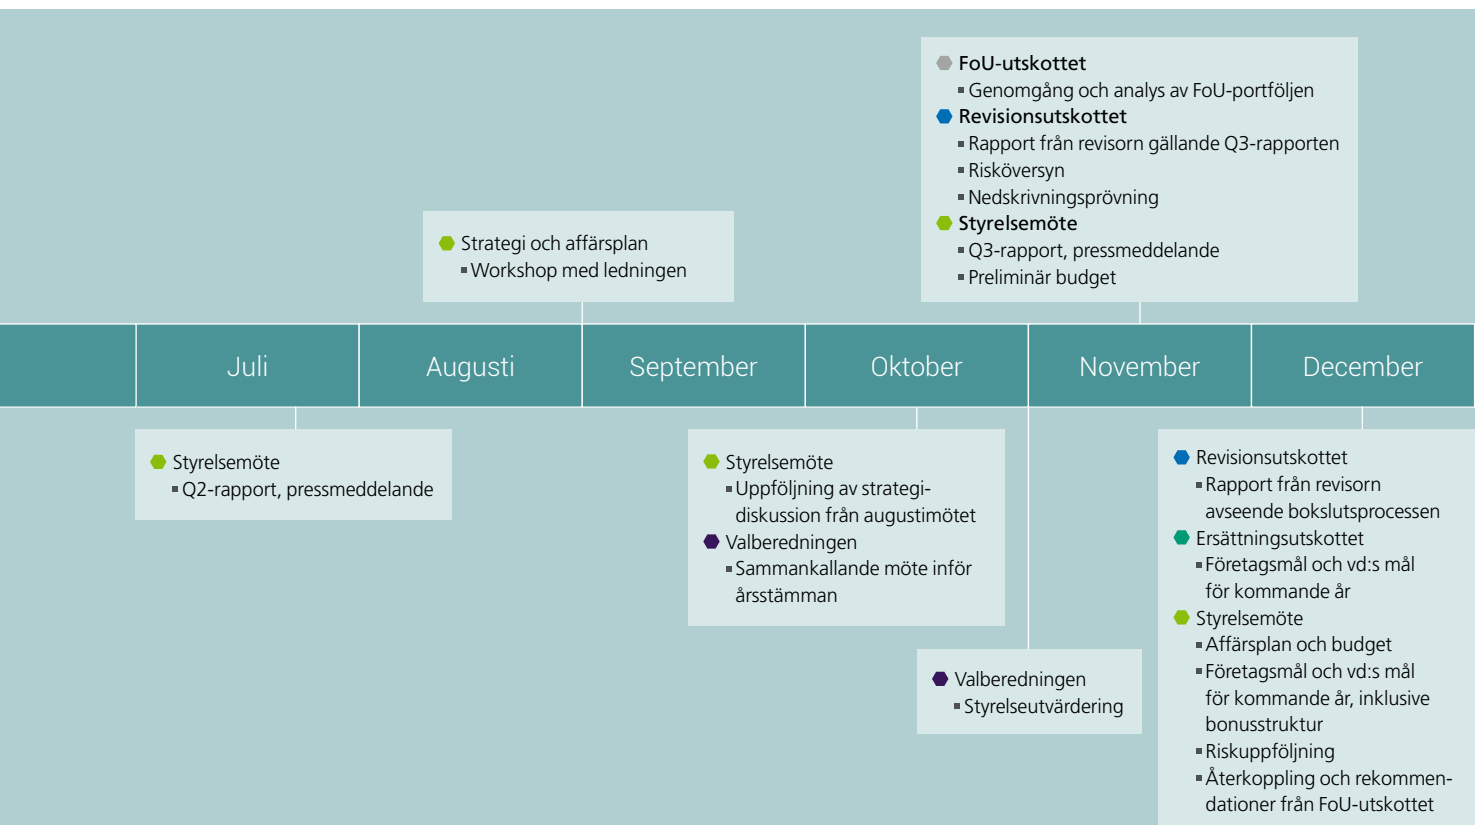 FoU-utskottet
Genomgång och analys av FoU-portföljen
Revisionsutskottet
Rapport från revisorn gällande Q3-rapporten
Risköversyn
Nedskrivningsprövning
Styrelsemöte
Q3-rapport, pressmeddelande
Preliminär budget
Strategi och affärsplan
Workshop med ledningen
Juli
Augusti
September
Oktober
November
December
Styrelsemöte
Q2-rapport, pressmeddelande
Styrelsemöte
Uppföljning av strategi-
diskussion från augustimötet
Valberedningen
Sammankallande möte inför
årsstämman
Valberedningen
Styrelseutvärdering
Revisionsutskottet
Rapport från revisorn
avseende bokslutsprocessen
Ersättningsutskottet
Företagsmål och vd:s mål
för kommande år
Styrelsemöte
Affärsplan och budget
Företagsmål och vd:s mål
för kommande år, inklusive
bonusstruktur
Riskuppföljning
Återkoppling och rekommen-
dationer från FoU-utskottet